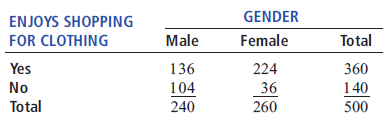 ENJOYS SHOPPING GENDER
FOR CLOTHING Male Female Total
Yes 136 224 360
No 104 36 140
Total 240 260 500